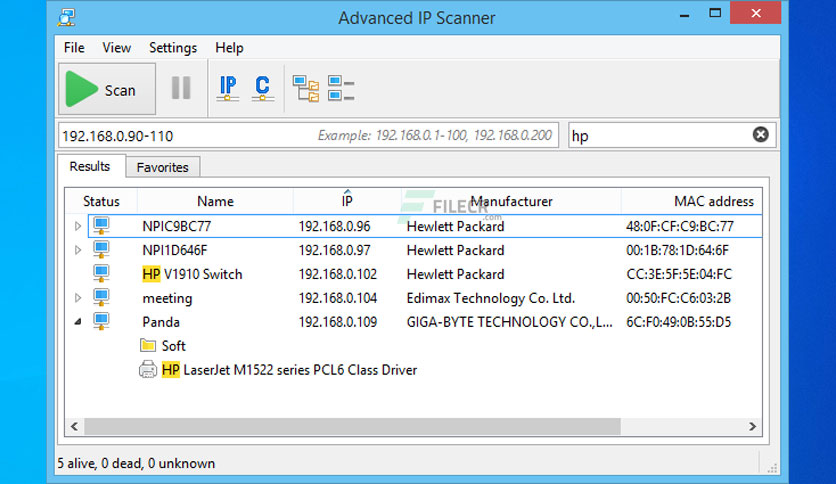 Advanced IP Scanner
File View Settings Help
Scan IP C
192.168.0.90-110 Example: 192.168.0.1-100, 192.168.0.200 hp
Results Favorites
Status Name IP Manufacturer MAC address
FILECR
.com
NPIC9BC77 192.168.0.96 Hewlett Packard 48:0F:CF:C9:BC:77
NPI1D646F 192.168.0.97 Hewlett Packard 00:1B:78:1D:64:6F
HP V1910 Switch 192.168.0.102 Hewlett Packard CC:3E:5F:5E:04:FC
meeting 192.168.0.104 Edimax Technology Co. Ltd. 00:50:FC:C6:03:2B
Panda 192.168.0.109 GIGA-BYTE TECHNOLOGY CO.,L... 6C:F0:49:0B:55:D5
Soft
HP LaserJet M1522 series PCL6 Class Driver
5 alive, 0 dead, 0 unknown